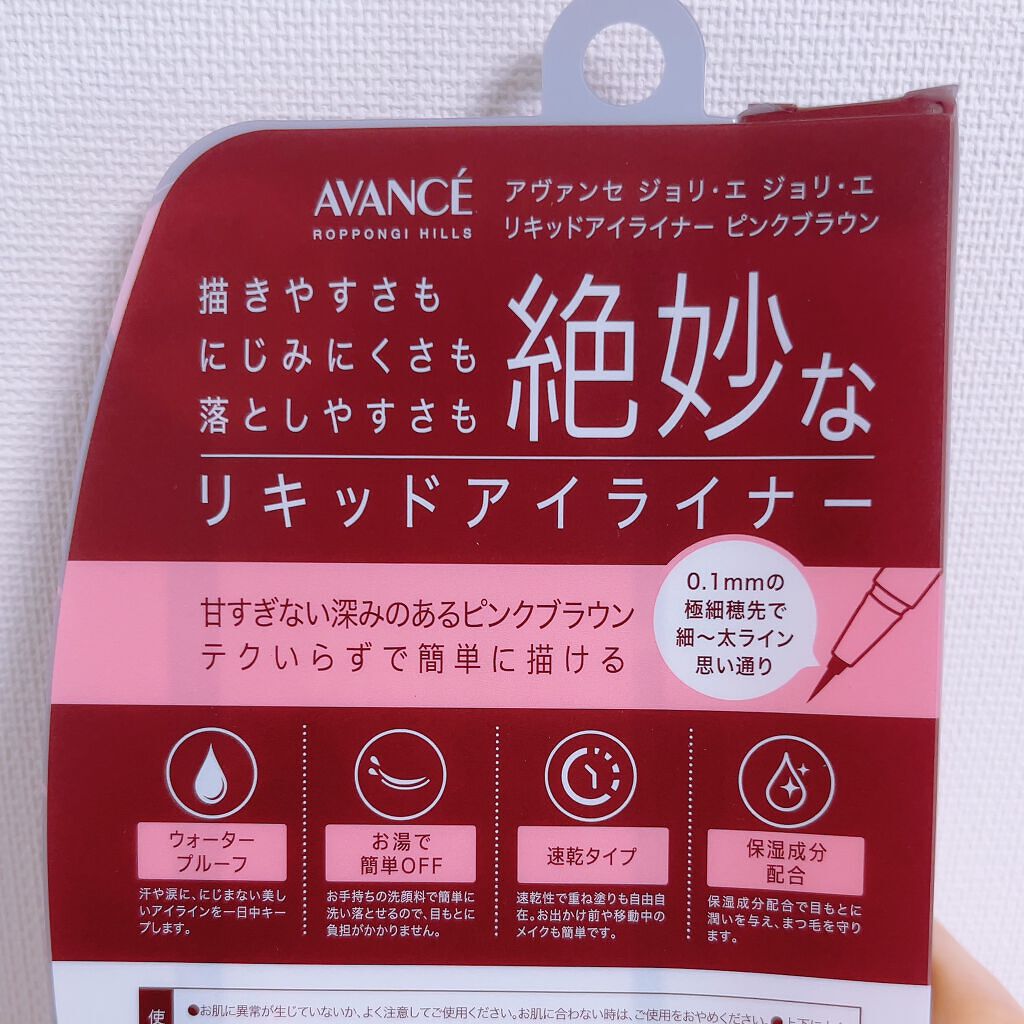 AVANCÉ
ROPPONGI HILLS
アヴァンセ ジョリ・エ ジョリ・エ
リキッドアイライナー ピンクブラウン
描きやすさも
にじみにくさも
落としやすさも
絶妙な
リキッドアイライナー
甘すぎない深みのあるピンクブラウン
テクいらずで簡単に描ける
0.1mmの
極細穂先で
細〜太ライン
思い通り
ウォーター
プルーフ
汗や涙に、にじまない美し
いアイラインを一日中キー
プします。
お湯で
簡単OFF
お手持ちの洗顔料で簡単に
洗い落とせるので、目もとに
負担がかかりません。
速乾タイプ
速乾性で重ね塗りも自由自
在。お出かけ前や移動中の
メイクも簡単です。
保湿成分
配合
保湿成分配合で目もとに
潤いを与え、まつ毛を守り
ます。
使
●お肌に異常が生じていないか、よく注意してご使用ください。お肌に合わない時は、ご使用をおやめください。